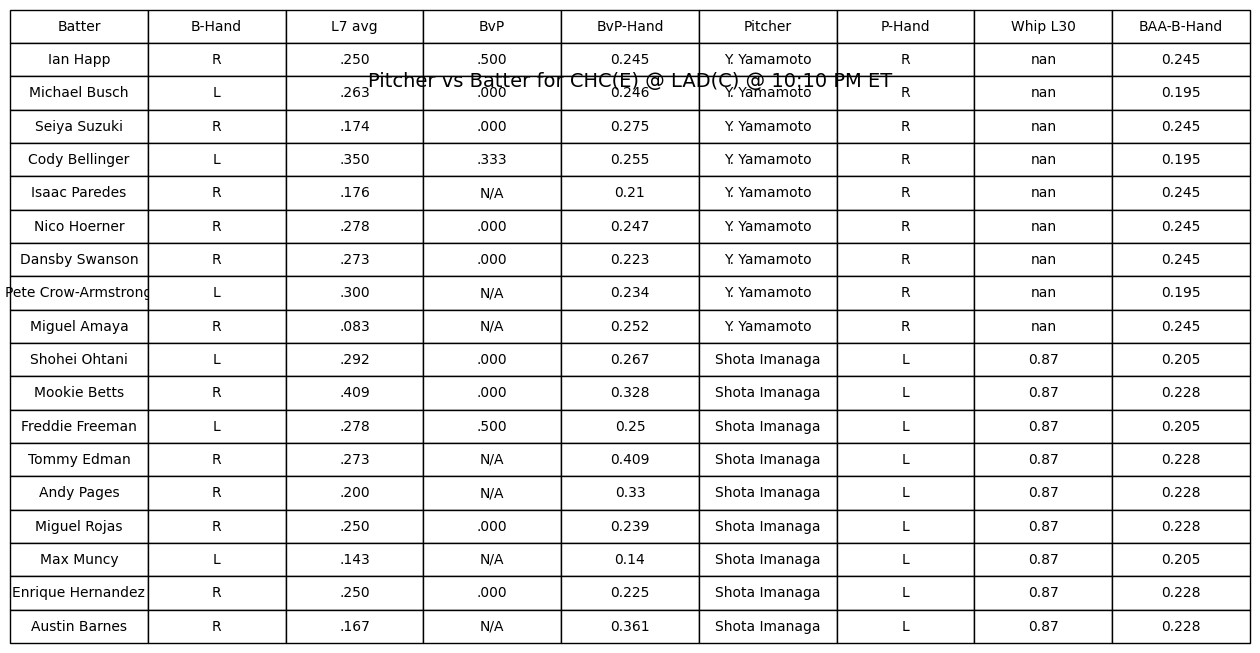 Batter B-Hand L7 avg BvP BvP-Hand Pitcher P-Hand Whip L30 BAA-B-Hand
Ian Happ R .250 .500 0.245 Y. Yamamoto R nan 0.245
Pitcher vs Batter for CHC(E) @ LAD(C) @ 10:10 PM ET
Michael Busch L .263 .000 0.246 Y. Yamamoto R nan 0.195
Seiya Suzuki R .174 .000 0.275 Y. Yamamoto R nan 0.245
Cody Bellinger L .350 .333 0.255 Y. Yamamoto R nan 0.195
Isaac Paredes R .176 N/A 0.21 Y. Yamamoto R nan 0.245
Nico Hoerner R .278 .000 0.247 Y. Yamamoto R nan 0.245
Dansby Swanson R .273 .000 0.223 Y. Yamamoto R nan 0.245
Pete Crow-Armstrong L .300 N/A 0.234 Y. Yamamoto R nan 0.195
Miguel Amaya R .083 N/A 0.252 Y. Yamamoto R nan 0.245
Shohei Ohtani L .292 .000 0.267 Shota Imanaga L 0.87 0.205
Mookie Betts R .409 .000 0.328 Shota Imanaga L 0.87 0.228
Freddie Freeman L .278 .500 0.25 Shota Imanaga L 0.87 0.205
Tommy Edman R .273 N/A 0.409 Shota Imanaga L 0.87 0.228
Andy Pages R .200 N/A 0.33 Shota Imanaga L 0.87 0.228
Miguel Rojas R .250 .000 0.239 Shota Imanaga L 0.87 0.228
Max Muncy L .143 N/A 0.14 Shota Imanaga L 0.87 0.205
Enrique Hernandez R .250 .000 0.225 Shota Imanaga L 0.87 0.228
Austin Barnes R .167 N/A 0.361 Shota Imanaga L 0.87 0.228